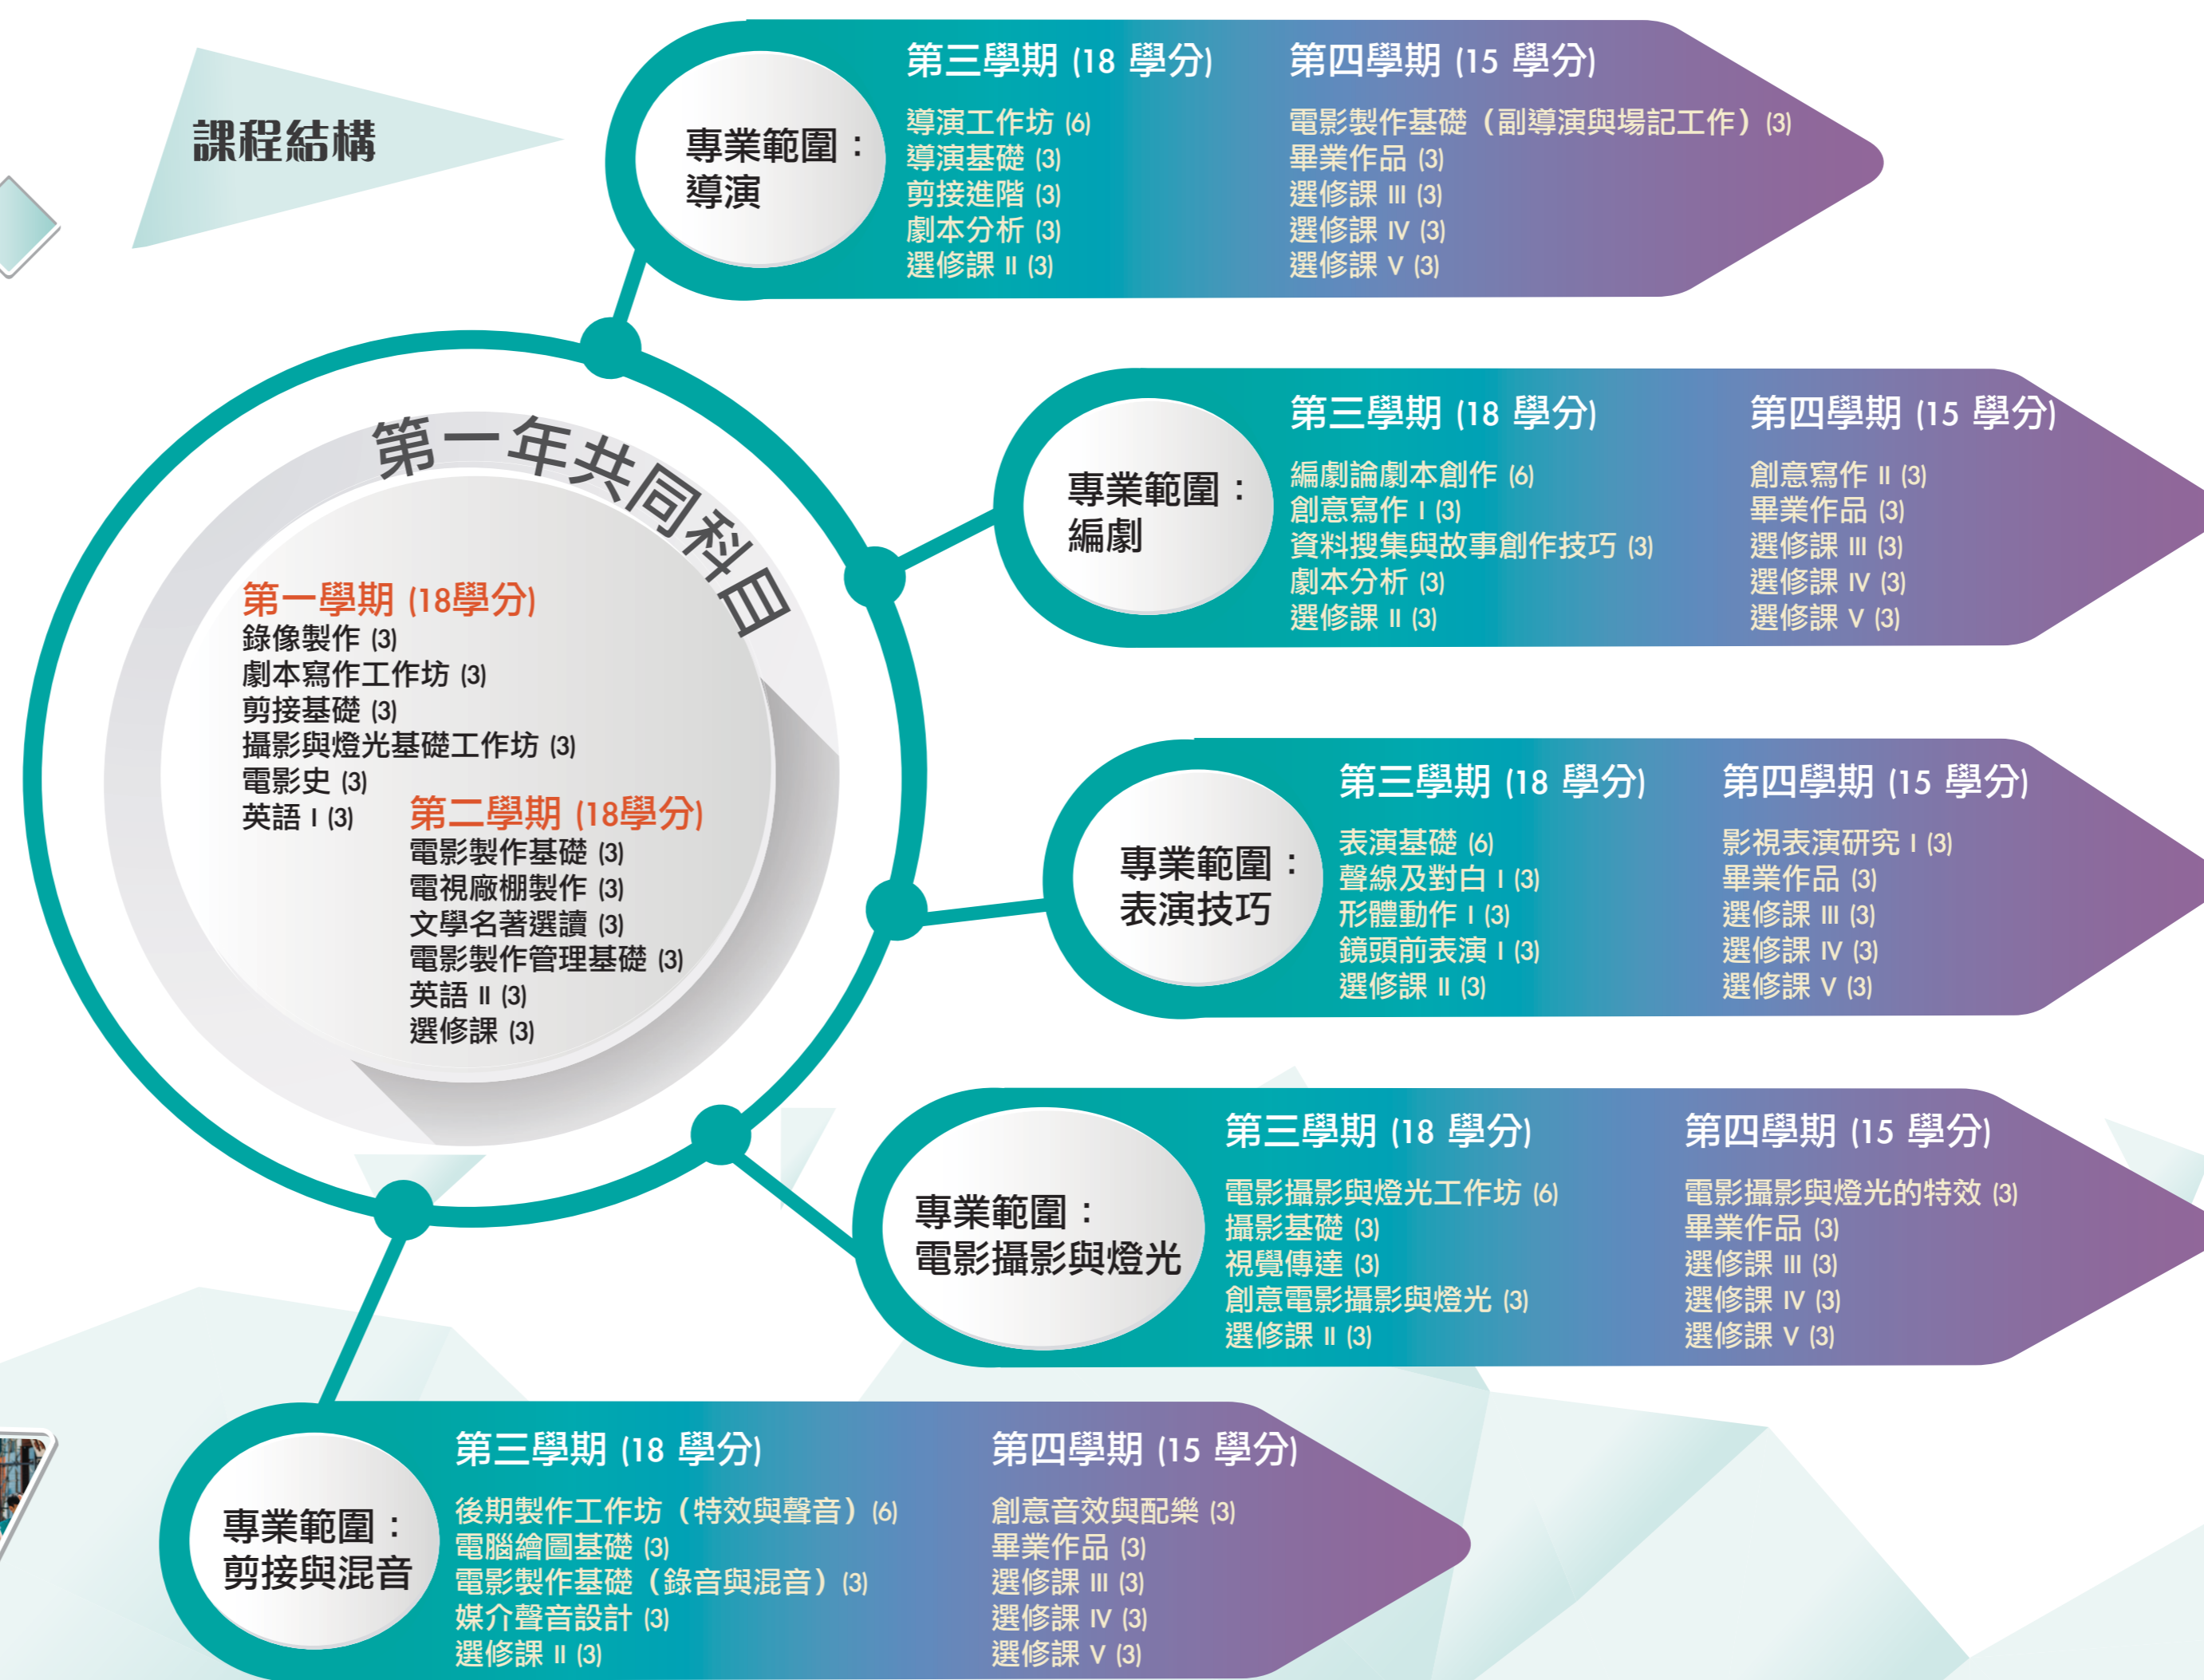 課程結構
專業範圍：
導演
第三學期 (18 學分)
導演工作坊 (6)
導演基礎 (3)
剪接進階 (3)
劇本分析 (3)
選修課 II (3)
第四學期 (15 學分)
電影製作基礎（副導演與場記工作）(3)
畢業作品 (3)
選修課 III (3)
選修課 IV (3)
選修課 V (3)
第一年共同科目
第一學期 (18學分)
錄像製作 (3)
劇本寫作工作坊 (3)
剪接基礎 (3)
攝影與燈光基礎工作坊 (3)
電影史 (3)
英語 I (3)
第二學期 (18學分)
電影製作基礎 (3)
電視廠棚製作 (3)
文學名著選讀 (3)
電影製作管理基礎 (3)
英語 II (3)
選修課 (3)
專業範圍：
編劇
第三學期 (18 學分)
編劇論劇本創作 (6)
創意寫作 I (3)
資料搜集與故事創作技巧 (3)
劇本分析 (3)
選修課 II (3)
第四學期 (15 學分)
創意寫作 II (3)
畢業作品 (3)
選修課 III (3)
選修課 IV (3)
選修課 V (3)
專業範圍：
表演技巧
第三學期 (18 學分)
表演基礎 (6)
聲線及對白 I (3)
形體動作 I (3)
鏡頭前表演 I (3)
選修課 II (3)
第四學期 (15 學分)
影視表演研究 I (3)
畢業作品 (3)
選修課 III (3)
選修課 IV (3)
選修課 V (3)
專業範圍：
電影攝影與燈光
第三學期 (18 學分)
電影攝影與燈光工作坊 (6)
攝影基礎 (3)
視覺傳達 (3)
創意電影攝影與燈光 (3)
選修課 II (3)
第四學期 (15 學分)
電影攝影與燈光的特效 (3)
畢業作品 (3)
選修課 III (3)
選修課 IV (3)
選修課 V (3)
專業範圍：
剪接與混音
第三學期 (18 學分)
後期製作工作坊（特效與聲音）(6)
電腦繪圖基礎 (3)
電影製作基礎（錄音與混音）(3)
媒介聲音設計 (3)
選修課 II (3)
第四學期 (15 學分)
創意音效與配樂 (3)
畢業作品 (3)
選修課 III (3)
選修課 IV (3)
選修課 V (3)